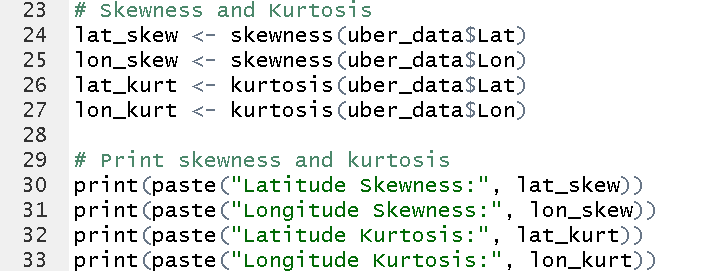 23 # Skewness and Kurtosis
24 lat_skew <- skewness(uber_data$Lat)
25 lon_skew <- skewness(uber_data$Lon)
26 lat_kurt <- kurtosis(uber_data$Lat)
27 lon_kurt <- kurtosis(uber_data$Lon)
28
29 # Print skewness and kurtosis
30 print(paste("Latitude Skewness:", lat_skew))
31 print(paste("Longitude Skewness:", lon_skew))
32 print(paste("Latitude Kurtosis:", lat_kurt))
33 print(paste("Longitude Kurtosis:", lon_kurt))